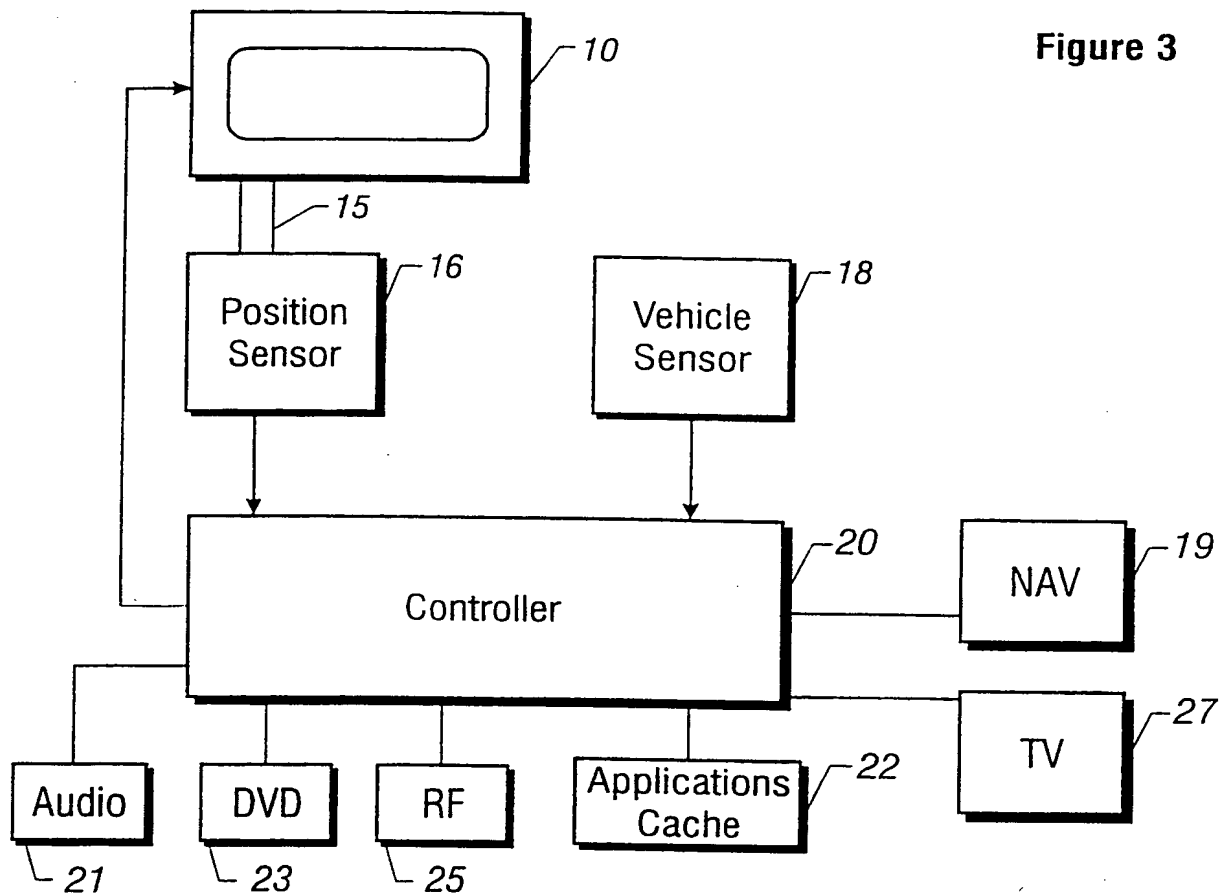 Figure 3
10
15
16
Position
Sensor
18
Vehicle
Sensor
20
Controller
19
NAV
27
TV
Audio
21
DVD
23
RF
25
Applications
Cache
22